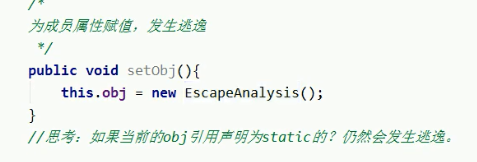 /*
为成员属性赋值，发生逃逸
*/
public void setObj(){
this.obj = new EscapeAnalysis();
}
//思考：如果当前的obj引用声明为static的？仍然会发生逃逸。